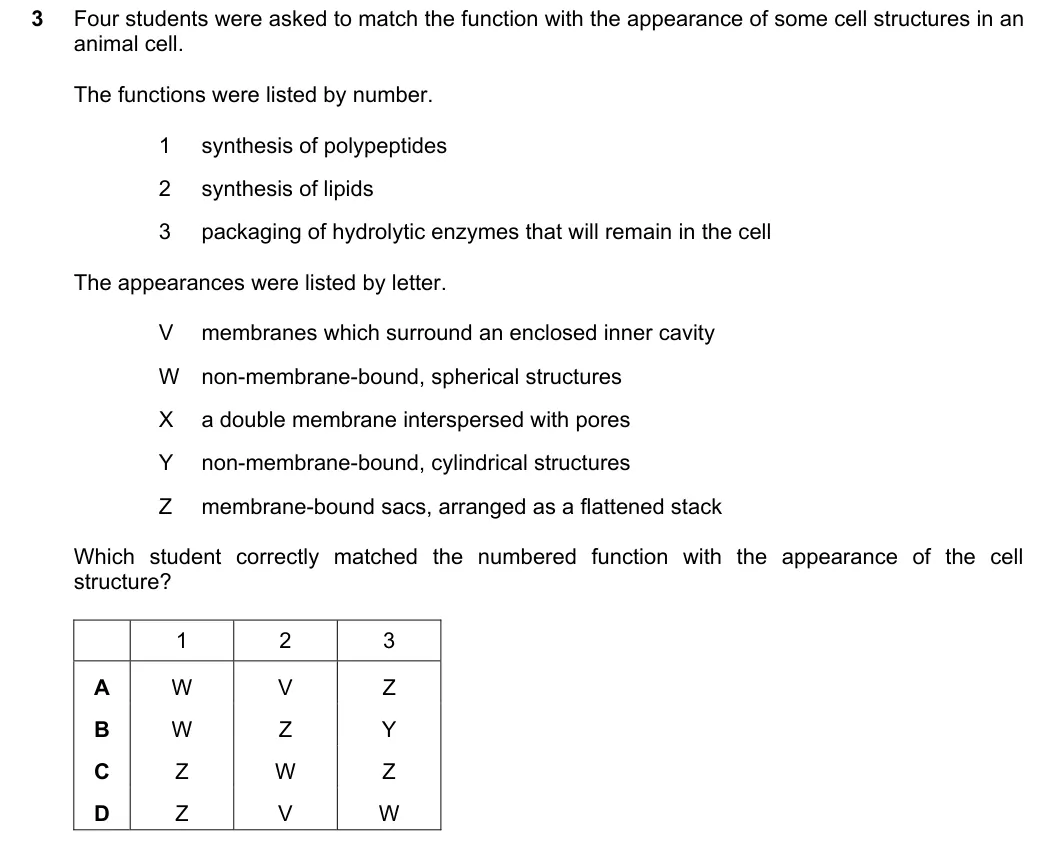 3 Four students were asked to match the function with the appearance of some cell structures in an
animal cell.
The functions were listed by number.
1 synthesis of polypeptides
2 synthesis of lipids
3 packaging of hydrolytic enzymes that will remain in the cell
The appearances were listed by letter.
V membranes which surround an enclosed inner cavity
W non-membrane-bound, spherical structures
X a double membrane interspersed with pores
Y non-membrane-bound, cylindrical structures
Z membrane-bound sacs, arranged as a flattened stack
Which student correctly matched the numbered function with the appearance of the cell
structure?
1 2 3
A W V Z
B W Z Y
C Z W Z
D Z V W